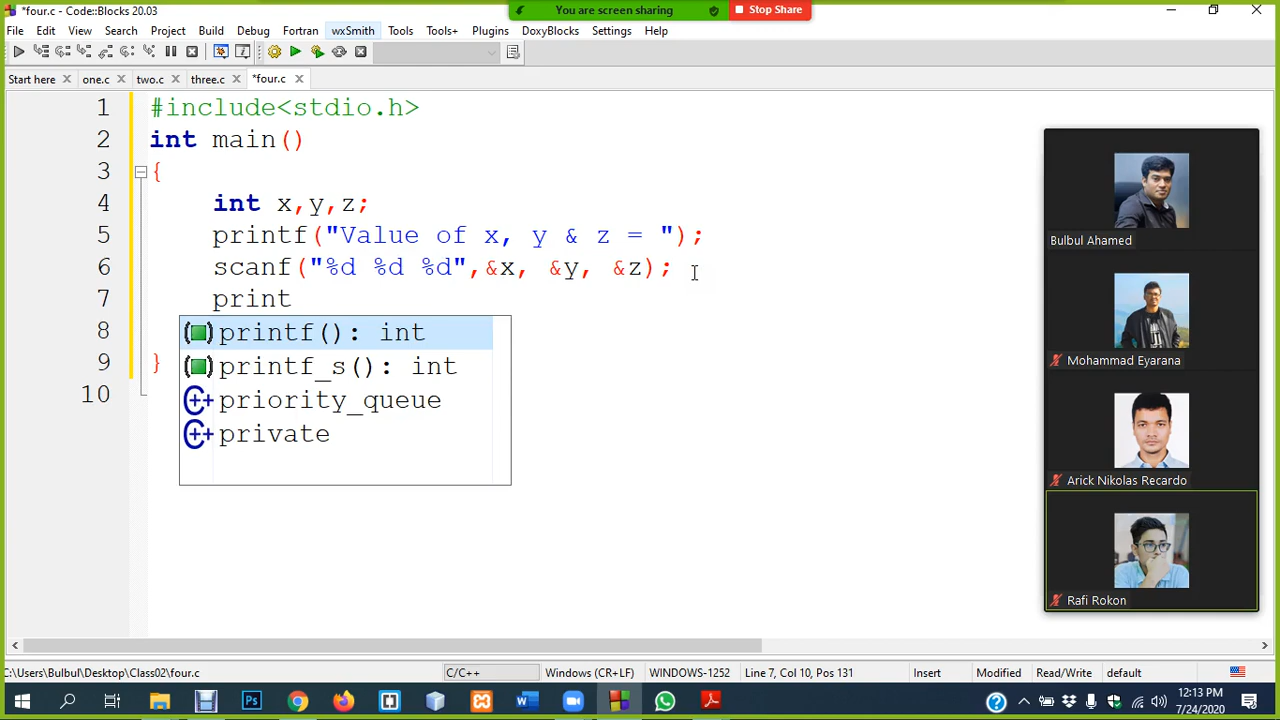 *four.c - Code::Blocks 20.03
You are screen sharing
Stop Share
File Edit View Search Project Build Debug Fortran wxSmith Tools Tools+ Plugins DoxyBlocks Settings Help
Start here one.c two.c three.c *four.c
1 #include<stdio.h>
2 int main()
3 {
4 int x,y,z;
5 printf("Value of x, y & z = ");
6 scanf("%d %d %d",&x, &y, &z);
7 print
8 printf(): int
printf_s(): int
9 }
10 priority_queue
private
Bulbul Ahamed
Mohammad Eyarana
Arick Nikolas Recardo
Rafi Rokon
C:\Users\Bulbul\Desktop\Class02\four.c C/C++ Windows (CR+LF) WINDOWS-1252 Line 7, Col 10, Pos 131 Insert Modified Read/Write default
12:13 PM
7/24/2020